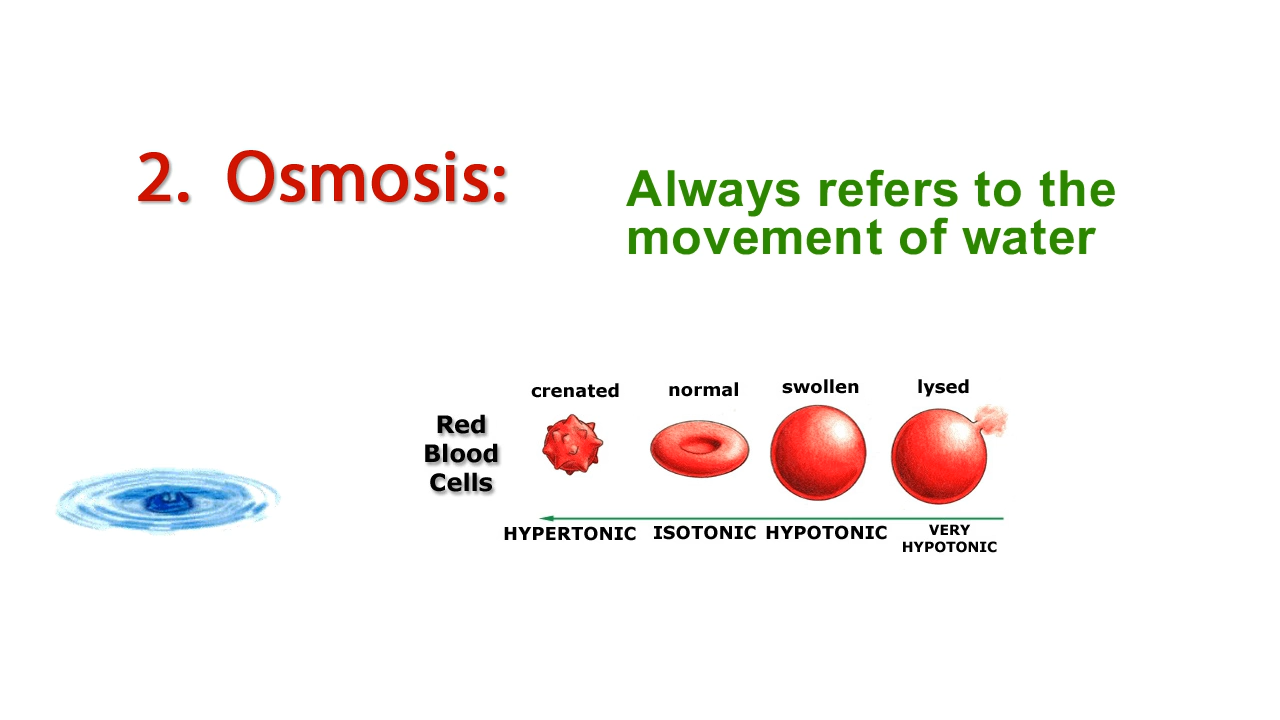 2. Osmosis:
Always refers to the
movement of water
crenated normal swollen lysed
Red
Blood
Cells
HYPERTONIC ISOTONIC HYPOTONIC VERY
HYPOTONIC